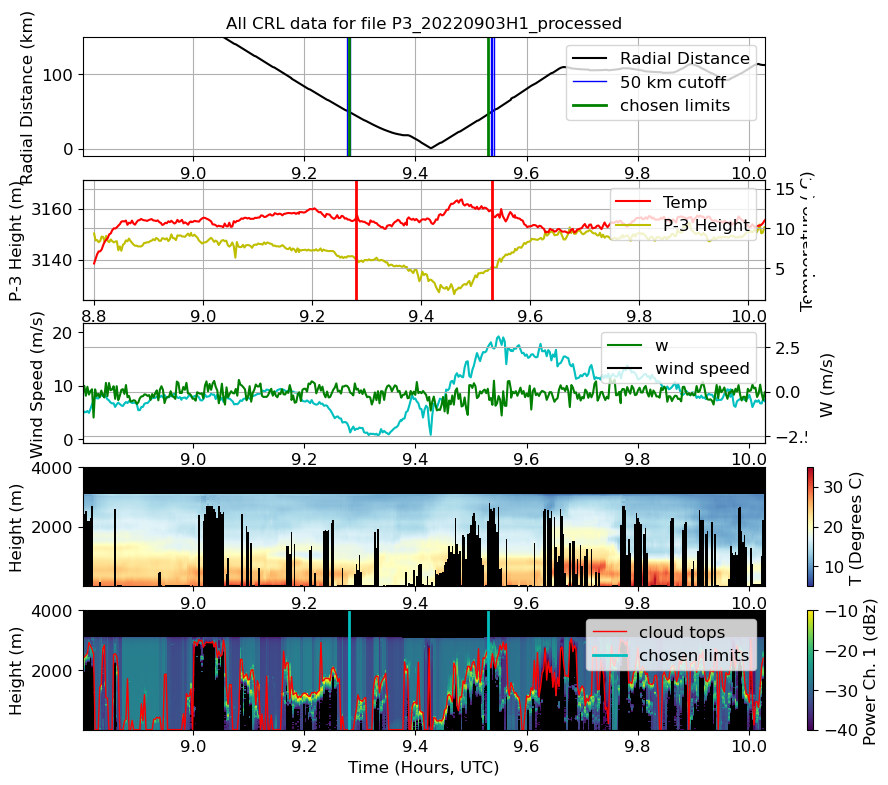 All CRL data for file P3_20220903H1_processed
Radial Distance (km)
100
0
Radial Distance
50 km cutoff
chosen limits
9.0 9.2 9.4 9.6 9.8 10.0
P-3 Height (m)
3160
3140
Temp
P-3 Height
15
10
5
Temperature ( C)
8.8 9.0 9.2 9.4 9.6 9.8 10.0
Wind Speed (m/s)
20
10
0
w
wind speed
2.5
0.0
−2.5
W (m/s)
9.0 9.2 9.4 9.6 9.8 10.0
Height (m)
4000
2000
30
20
10
T (Degrees C)
9.0 9.2 9.4 9.6 9.8 10.0
Height (m)
4000
2000
cloud tops
chosen limits
−10
−20
−30
−40
Power Ch. 1 (dBz)
9.0 9.2 9.4 9.6 9.8 10.0
Time (Hours, UTC)